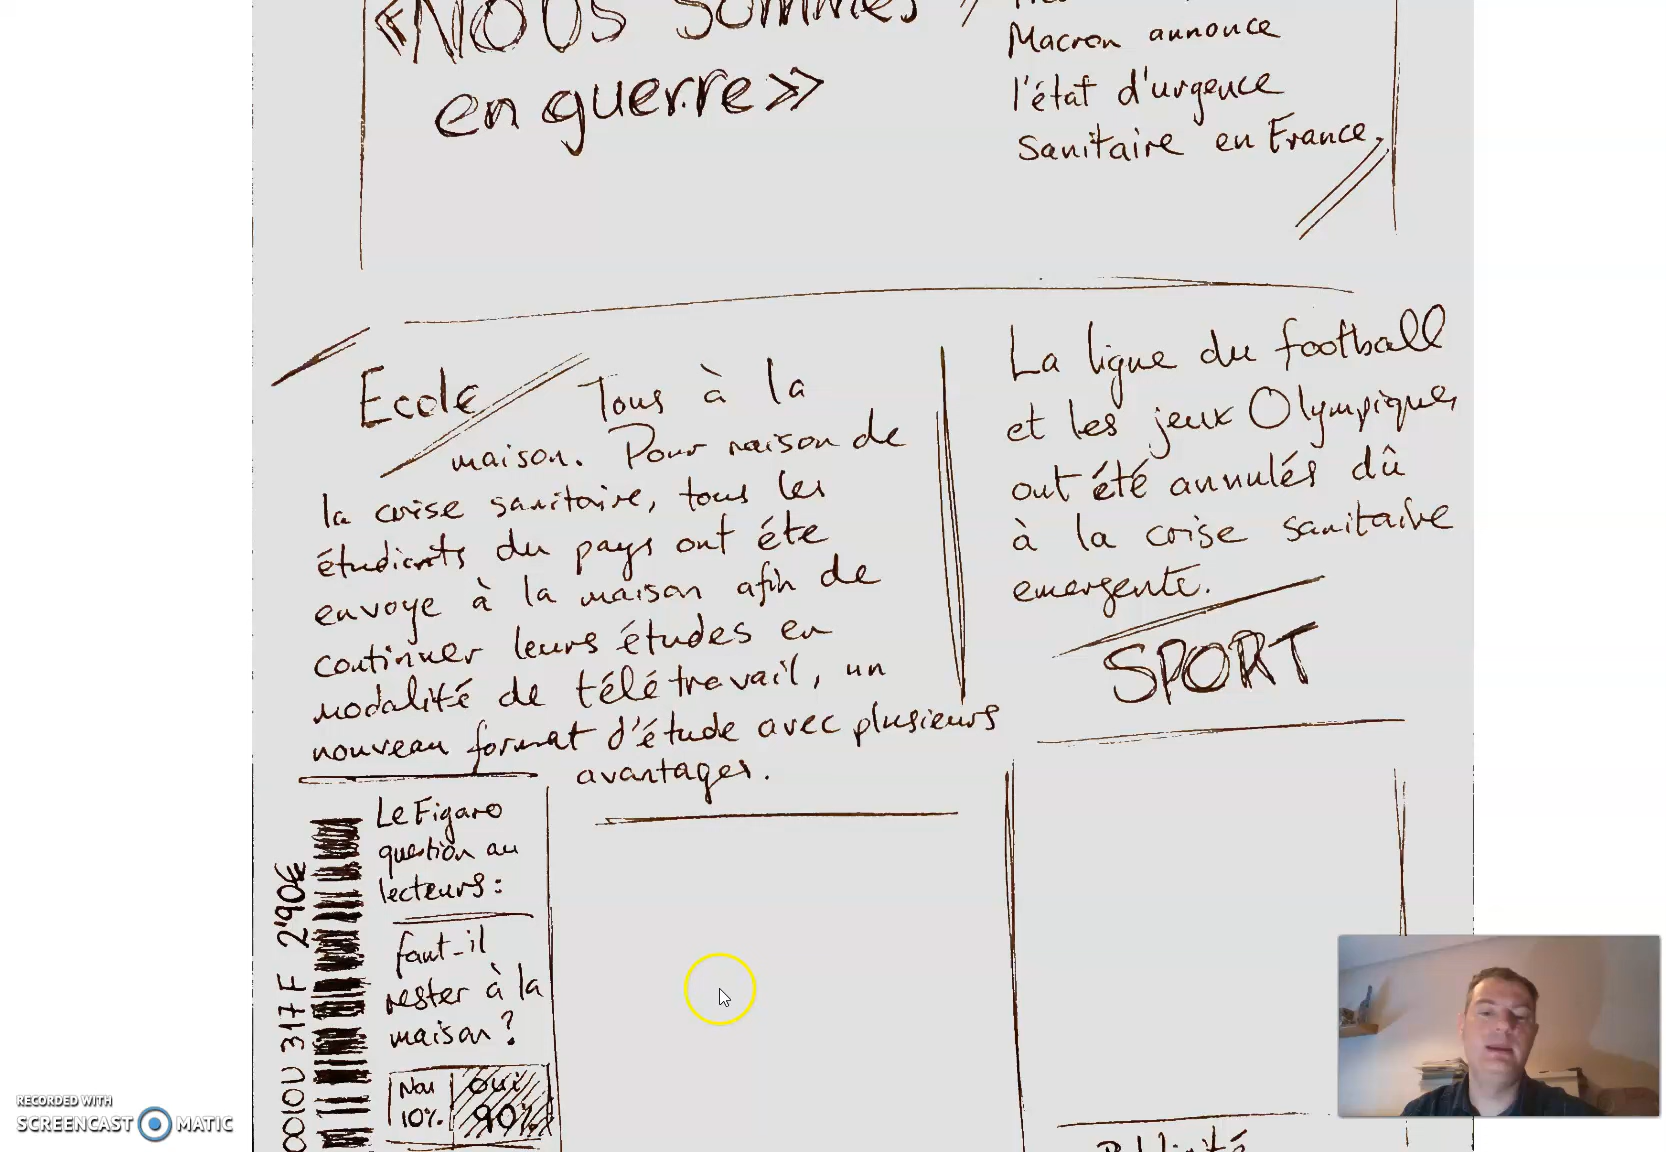 «Nous sommes
en guerre»
Macron annonce
l'état d'urgence
sanitaire en France.
Ecole
Tous à la
maison. Pour raison de
la crise sanitaire, tous les
étudiants du pays ont éte
envoye à la maison afin de
continuer leurs études en
modalité de télétravail, un
nouveau format d'étude avec plusieurs
avantages.
La ligue du football
et les jeux Olympiques
ont été annulés dû
à la crise sanitaire
emergente.
SPORT
Le Figaro
question au
lecteurs:
faut-il
rester à la
maison?
Non
10%.
oui
90%
00100 317 F 2'90€
Publicité
RECORDED WITH
SCREENCAST MATIC